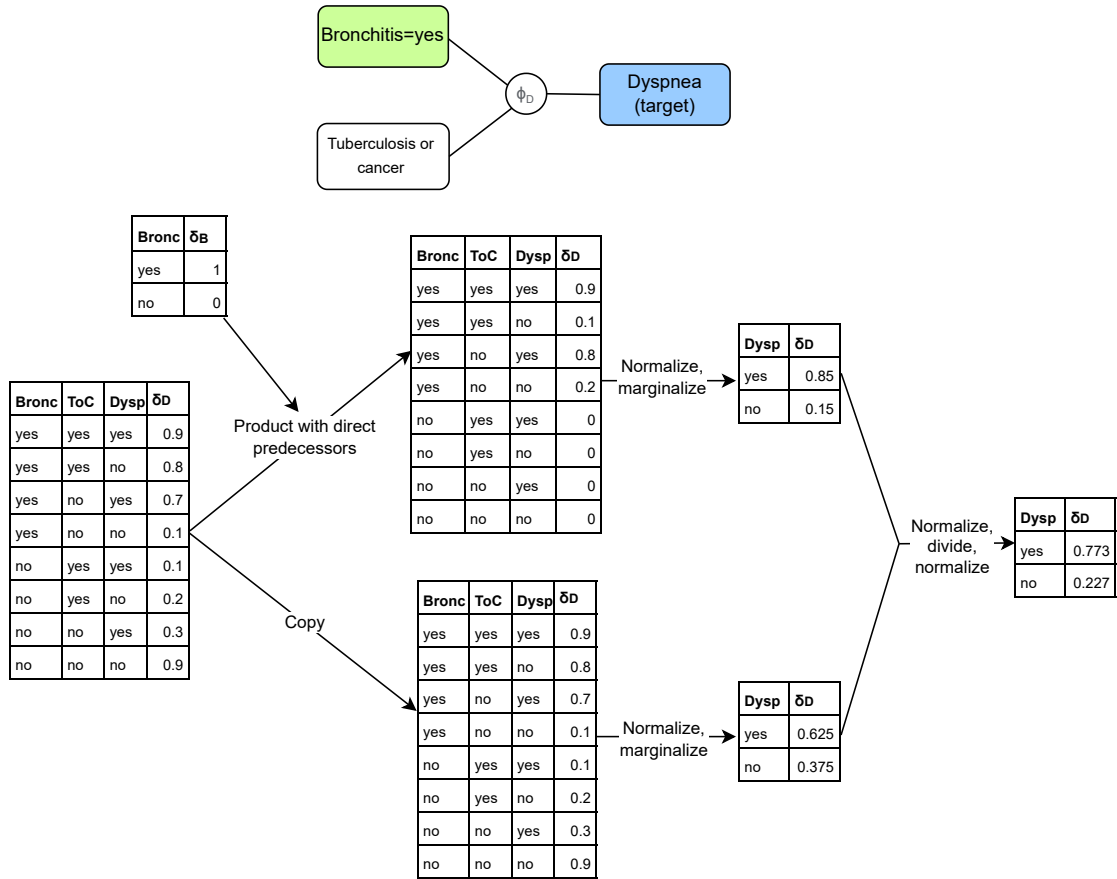 Bronchitis=yes
ϕD
Dyspnea
(target)
Tuberculosis or
cancer
Bronc δB
yes 1
no 0
Bronc ToC Dysp δD
yes yes yes 0.9
yes yes no 0.8
yes no yes 0.7
yes no no 0.1
no yes yes 0.1
no yes no 0.2
no no yes 0.3
no no no 0.9
Product with direct
predecessors
Copy
Bronc ToC Dysp δD
yes yes yes 0.9
yes yes no 0.1
yes no yes 0.8
yes no no 0.2
no yes yes 0
no yes no 0
no no yes 0
no no no 0
Normalize,
marginalize
Dysp δD
yes 0.85
no 0.15
Bronc ToC Dysp δD
yes yes yes 0.9
yes yes no 0.8
yes no yes 0.7
yes no no 0.1
no yes yes 0.1
no yes no 0.2
no no yes 0.3
no no no 0.9
Normalize,
marginalize
Dysp δD
yes 0.625
no 0.375
Normalize,
divide,
normalize
Dysp δD
yes 0.773
no 0.227